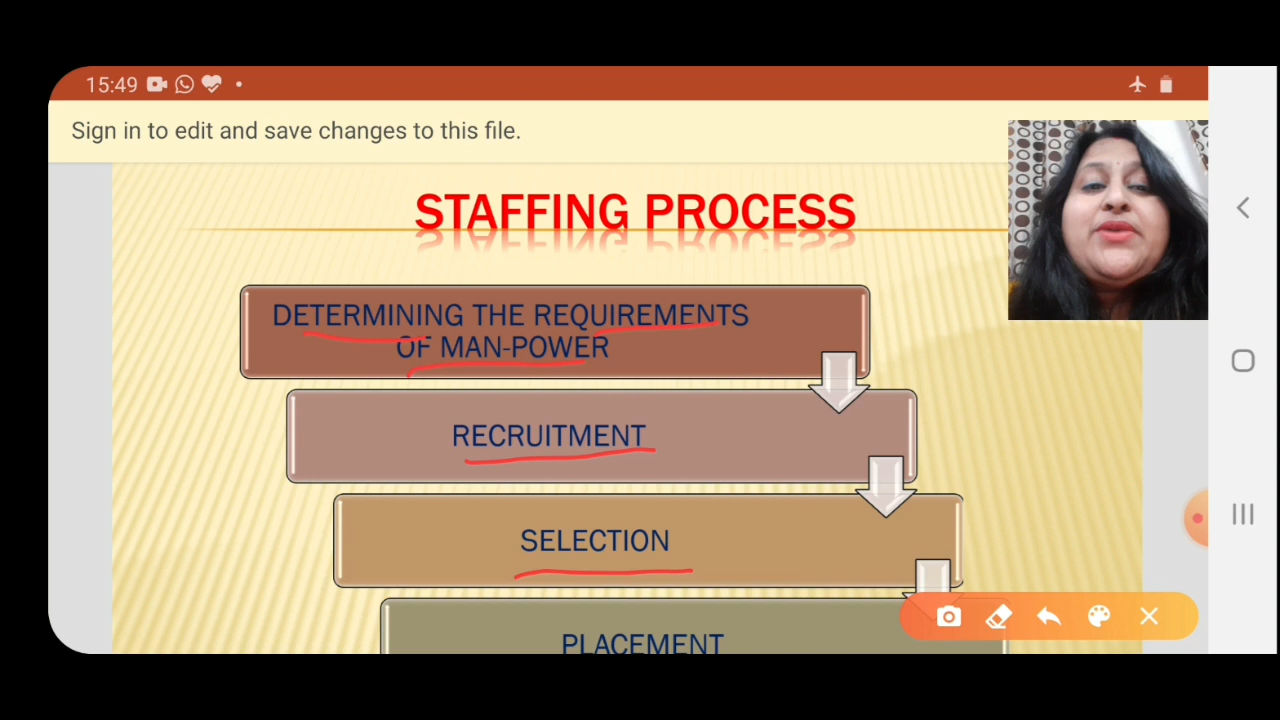 15:49
Sign in to edit and save changes to this file.
STAFFING PROCESS
DETERMINING THE REQUIREMENTS
OF MAN-POWER
RECRUITMENT
SELECTION
PLACEMENT